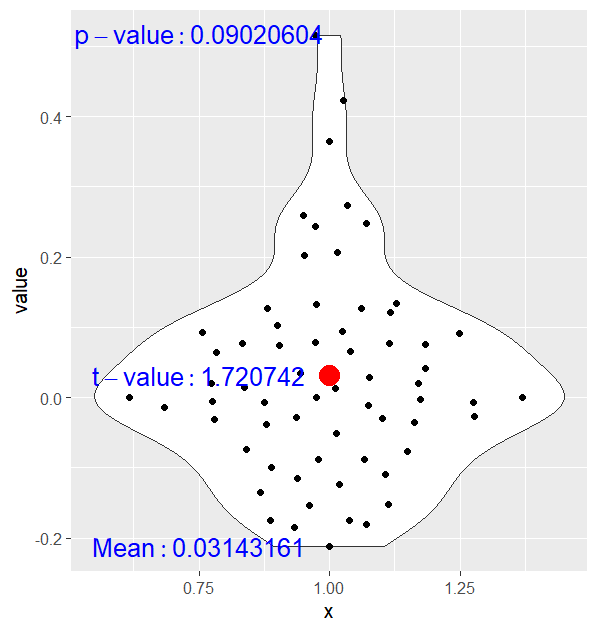 p − value : 0.09020604
0.4
0.2
value
t − value : 1.720742
0.0
-0.2
Mean : 0.03143161
0.75
1.00
1.25
x